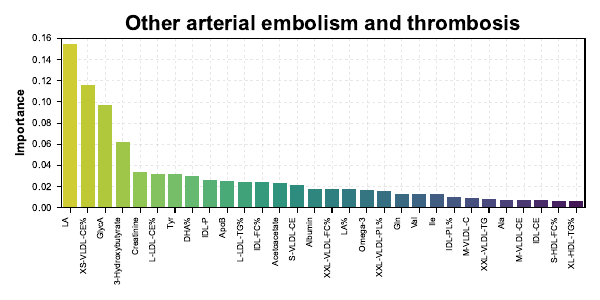 Other arterial embolism and thrombosis
Importance
0.16
0.14
0.12
0.10
0.08
0.06
0.04
0.02
0.00
LA
XS-VLDL-CE%
GlycA
3-Hydroxybutyrate
Creatinine
L-LDL-CE%
Tyr
DHA%
IDL-P
ApoB
L-LDL-TG%
IDL-FC%
Acetoacetate
S-VLDL-CE
Albumin
XXL-VLDL-FC%
LA%
Omega-3
XXL-VLDL-PL%
Gln
Val
Ile
IDL-PL%
M-VLDL-C
XXL-VLDL-TG
Ala
M-VLDL-CE
IDL-CE
S-HDL-FC%
XL-HDL-TG%